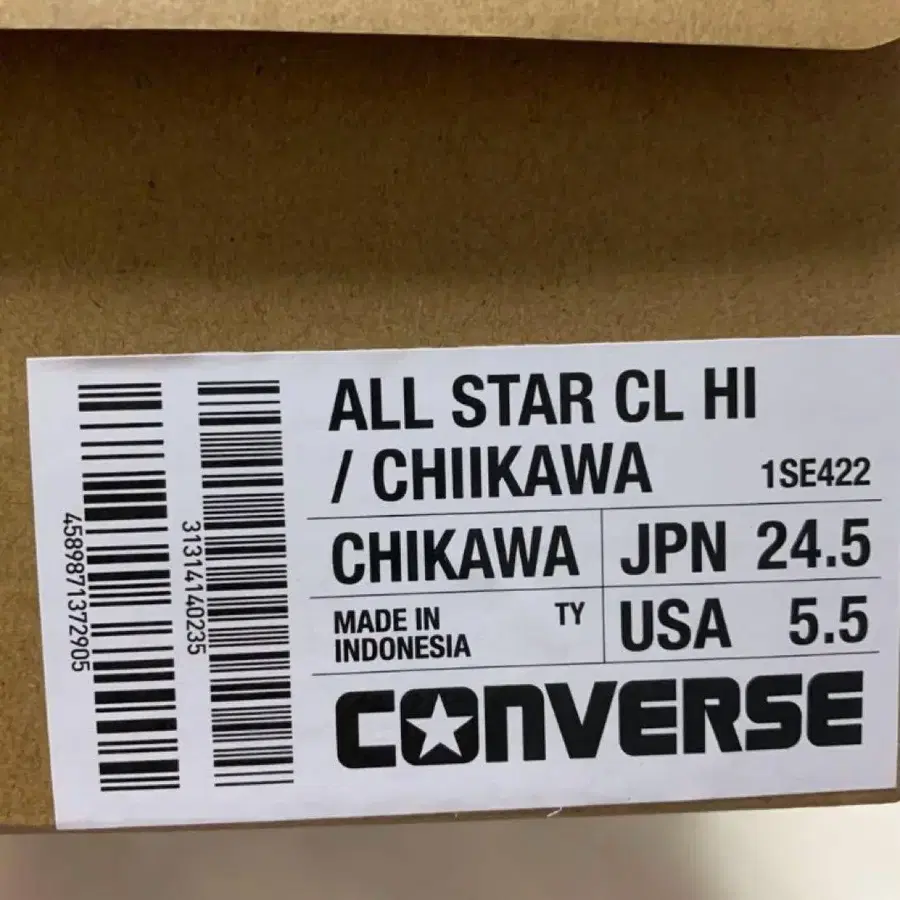 ALL STAR CL HI
/ CHIIKAWA 1SE422
CHIKAWA JPN 24.5
MADE IN INDONESIA TY USA 5.5
CONVERSE
4589871372905
31314140235